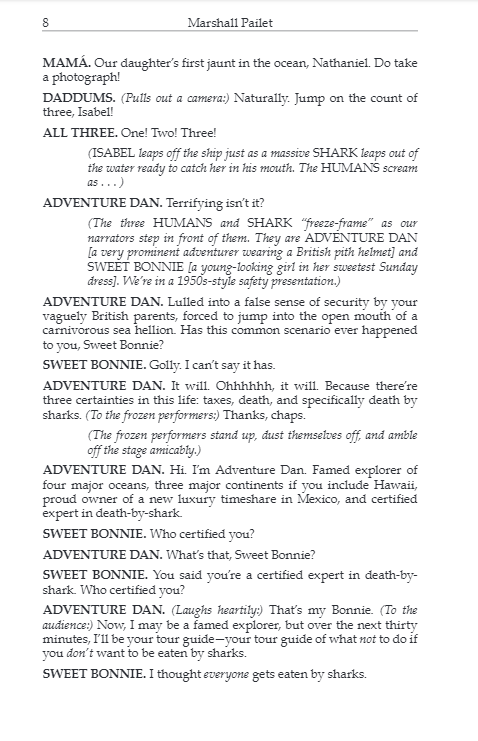 8 Marshall Pailet
MAMÁ. Our daughter's first jaunt in the ocean, Nathaniel. Do take
a photograph!
DADDUMS. (Pulls out a camera:) Naturally. Jump on the count of
three, Isabel!
ALL THREE. One! Two! Three!
(ISABEL leaps off the ship just as a massive SHARK leaps out of
the water ready to catch her in his mouth. The HUMANS scream
as . . . )
ADVENTURE DAN. Terrifying isn't it?
(The three HUMANS and SHARK "freeze-frame" as our
narrators step in front of them. They are ADVENTURE DAN
[a very prominent adventurer wearing a British pith helmet] and
SWEET BONNIE [a young-looking girl in her sweetest Sunday
dress]. We're in a 1950s-style safety presentation.)
ADVENTURE DAN. Lulled into a false sense of security by your
vaguely British parents, forced to jump into the open mouth of a
carnivorous sea hellion. Has this common scenario ever happened
to you, Sweet Bonnie?
SWEET BONNIE. Golly. I can't say it has.
ADVENTURE DAN. It will. Ohhhhhh, it will. Because there're
three certainties in this life: taxes, death, and specifically death by
sharks. (To the frozen performers:) Thanks, chaps.
(The frozen performers stand up, dust themselves off, and amble
off the stage amicably.)
ADVENTURE DAN. Hi. I'm Adventure Dan. Famed explorer of
four major oceans, three major continents if you include Hawaii,
proud owner of a new luxury timeshare in Mexico, and certified
expert in death-by-shark.
SWEET BONNIE. Who certified you?
ADVENTURE DAN. What's that, Sweet Bonnie?
SWEET BONNIE. You said you're a certified expert in death-by-
shark. Who certified you?
ADVENTURE DAN. (Laughs heartily:) That's my Bonnie. (To the
audience:) Now, I may be a famed explorer, but over the next thirty
minutes, I'll be your tour guide—your tour guide of what not to do if
you don't want to be eaten by sharks.
SWEET BONNIE. I thought everyone gets eaten by sharks.